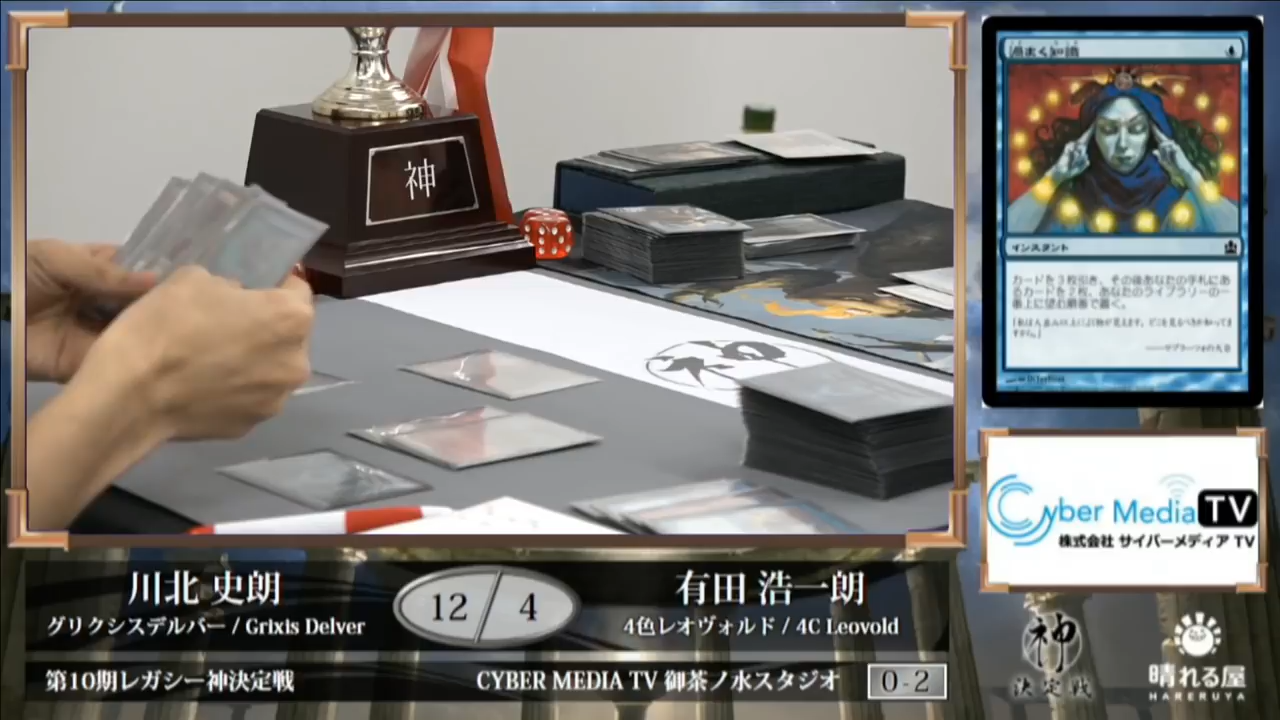 神
渦まく知識
インスタント
カードを3枚引き、その後あなたの手札にあ
るカードを2枚、あなたのライブラリーの一
番上に望む順番で置く。
Cyber Media TV
株式会社 サイバーメディア TV
川北 史朗
グリクシスデルバー / Grixis Delver
12 / 4
有田 浩一朗
4色レオヴォルド / 4C Leovold
第10期レガシー神決定戦
CYBER MEDIA TV 御茶ノ水スタジオ
0-2
神
決定戦
晴れる屋
HARERUYA